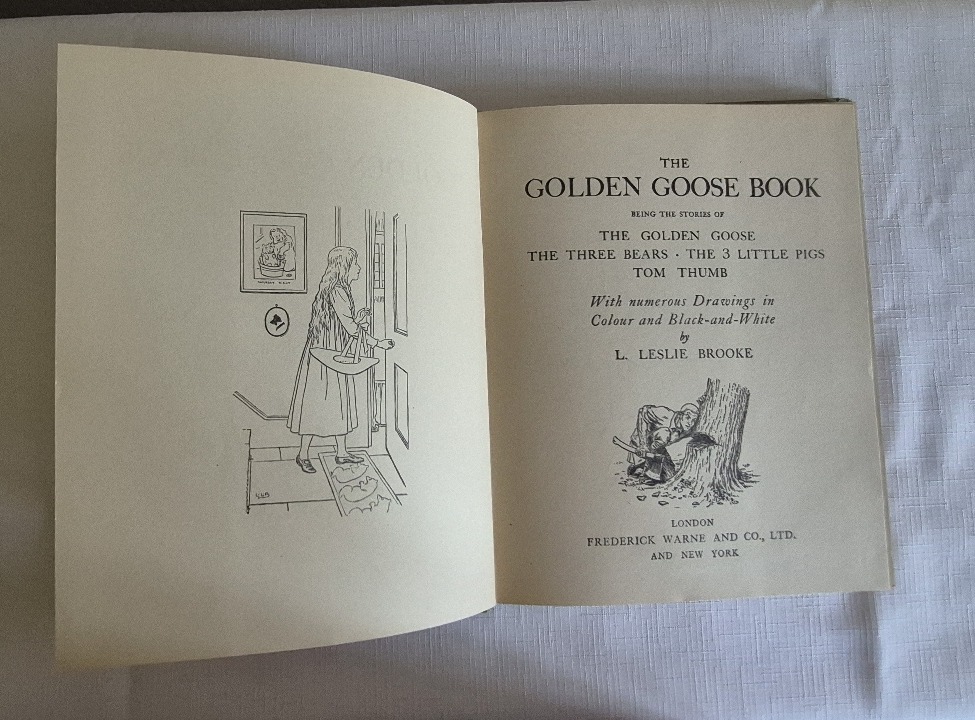 THE
GOLDEN GOOSE BOOK
BEING THE STORIES OF
THE GOLDEN GOOSE
THE THREE BEARS · THE 3 LITTLE PIGS
TOM THUMB
With numerous Drawings in
Colour and Black-and-White
by
L. LESLIE BROOKE
LONDON
FREDERICK WARNE AND CO., LTD.
AND NEW YORK